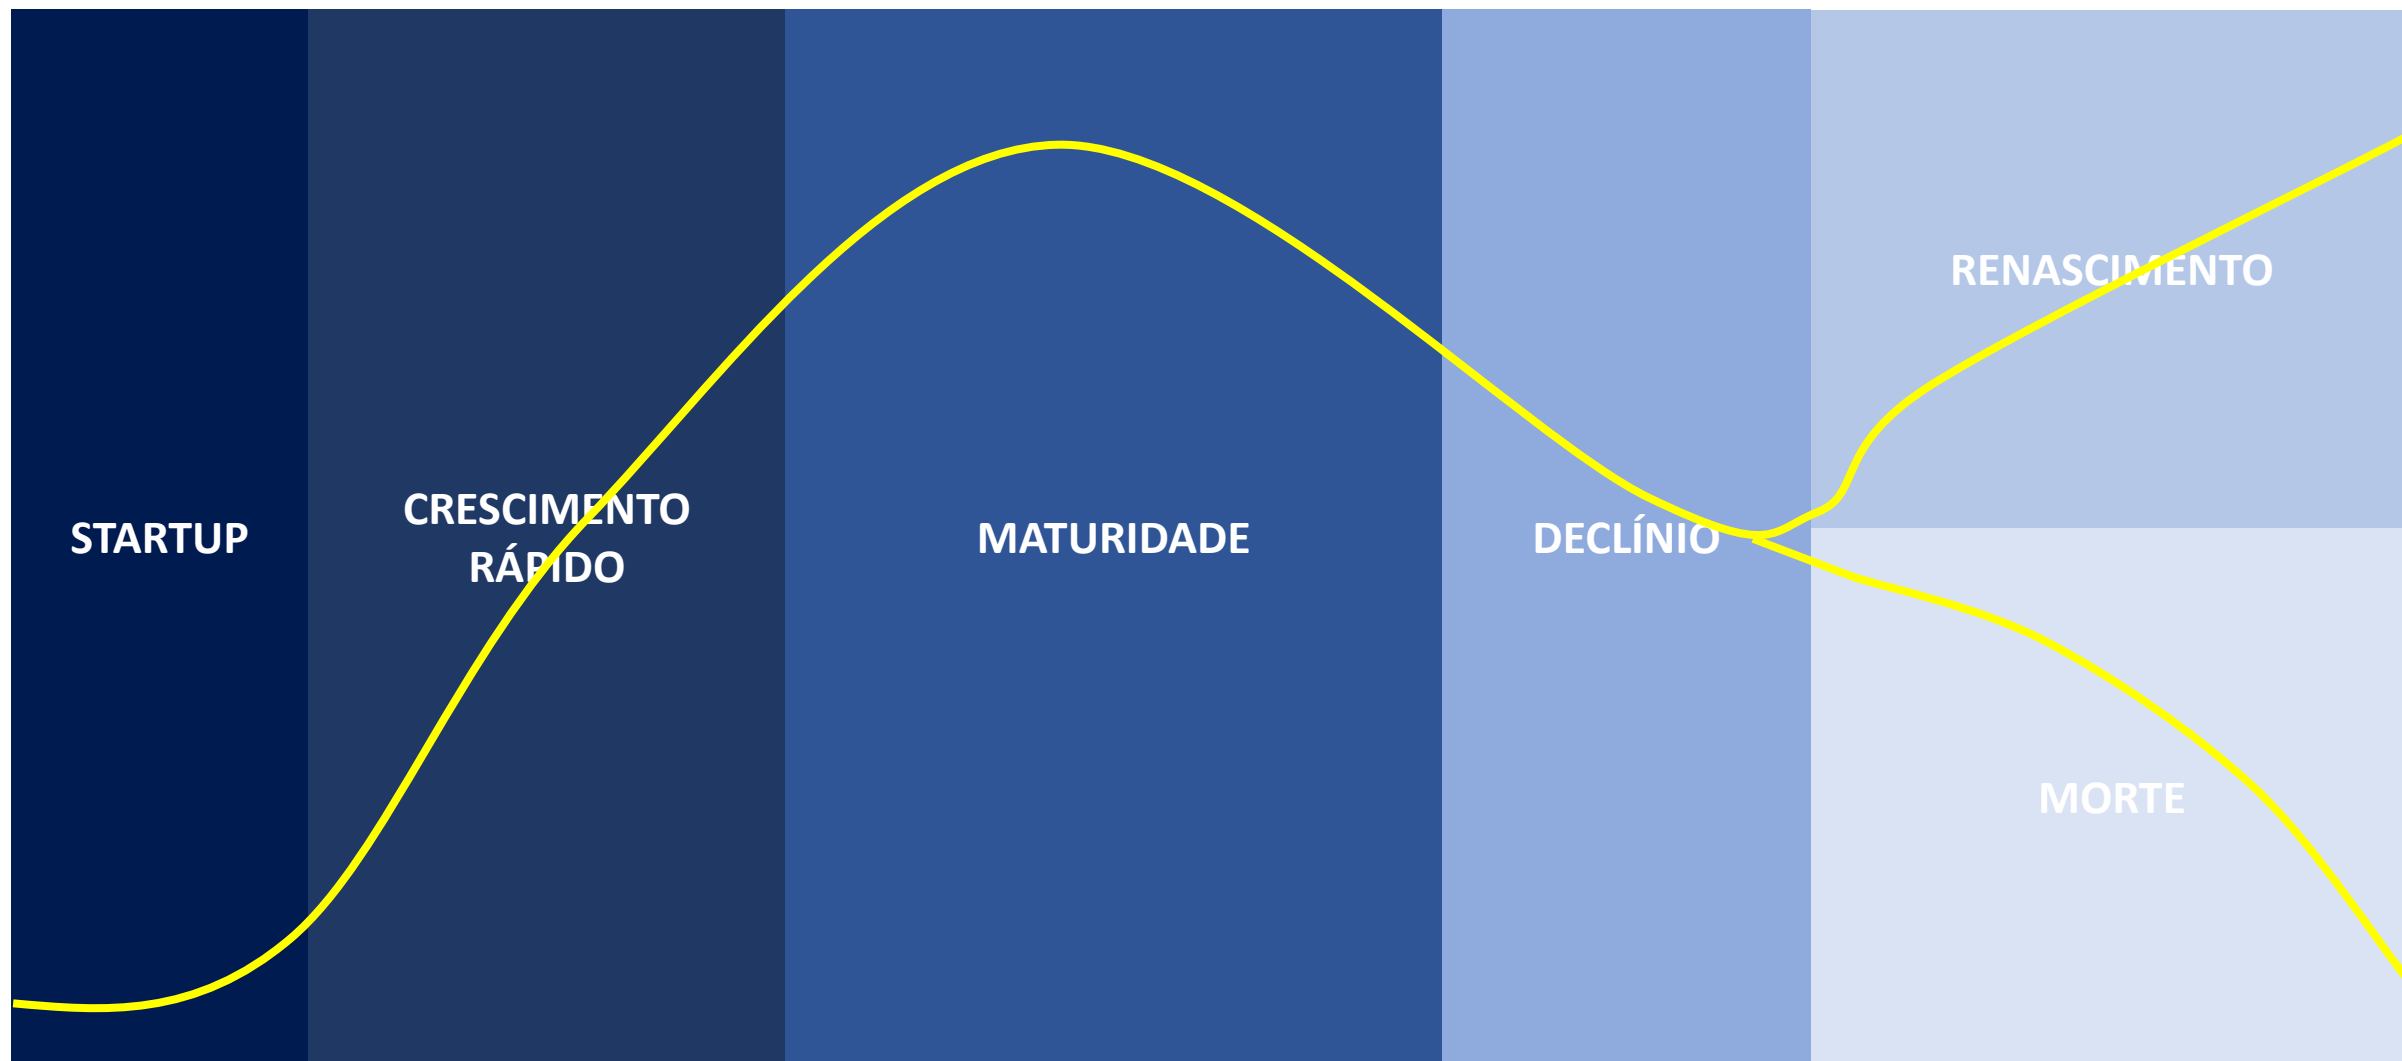 STARTUP
CRESCIMENTO
RÁPIDO
MATURIDADE
DECLÍNIO
RENASCIMENTO
MORTE